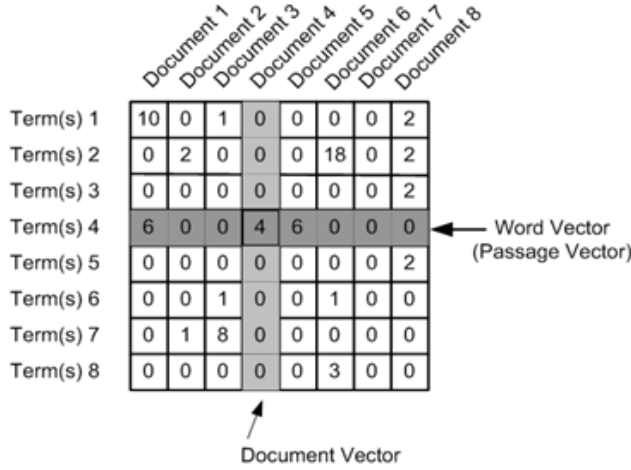 Document 1
Document 2
Document 3
Document 4
Document 5
Document 6
Document 7
Document 8
Term(s) 1 10 0 1 0 0 0 0 2
Term(s) 2 0 2 0 0 0 18 0 2
Term(s) 3 0 0 0 0 0 0 0 2
Term(s) 4 6 0 0 4 6 0 0 0
Word Vector
(Passage Vector)
Term(s) 5 0 0 0 0 0 0 0 2
Term(s) 6 0 0 1 0 0 1 0 0
Term(s) 7 0 1 8 0 0 0 0 0
Term(s) 8 0 0 0 0 0 3 0 0
Document Vector